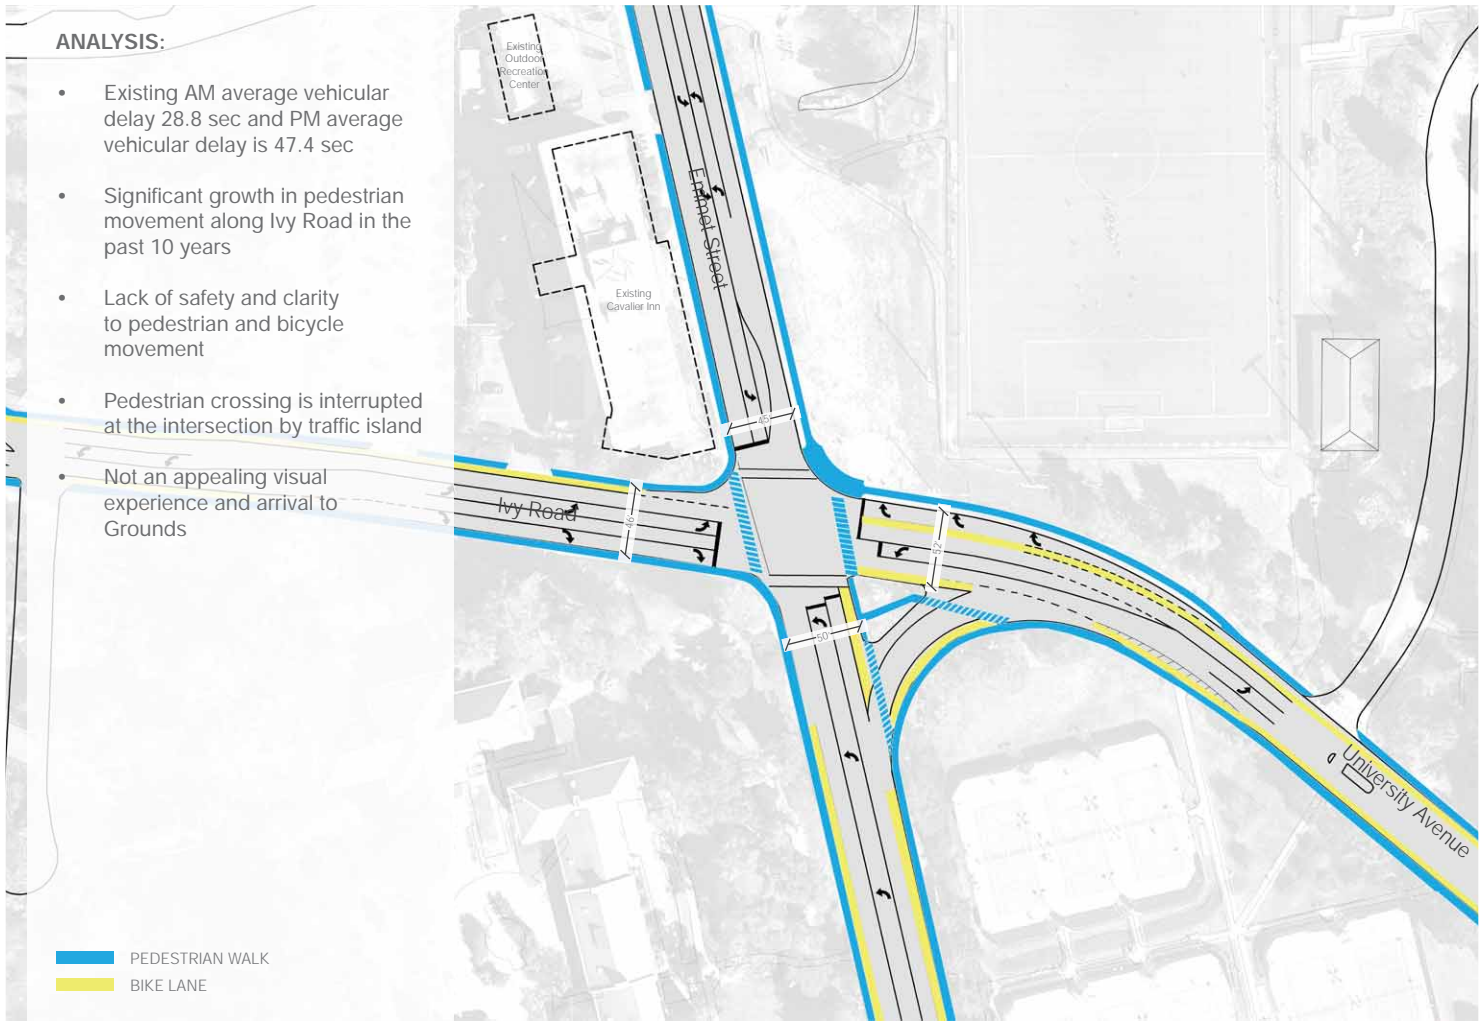 ANALYSIS:
• Existing AM average vehicular
delay 28.8 sec and PM average
vehicular delay is 47.4 sec
• Significant growth in pedestrian
movement along Ivy Road in the
past 10 years
• Lack of safety and clarity
to pedestrian and bicycle
movement
• Pedestrian crossing is interrupted
at the intersection by traffic island
• Not an appealing visual
experience and arrival to
Grounds
Existing
Outdoor
Recreation
Center
Emmet Street
Existing
Cavalier Inn
45'
Ivy Road
46'
52'
50'
University Avenue
PEDESTRIAN WALK
BIKE LANE